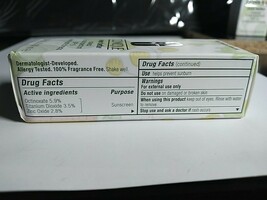 Dermatologist-Developed.
Allergy Tested. 100% Fragrance Free. Shake well.
Drug Facts
Active ingredients Purpose
Octinoxate 5.9%
Titanium Dioxide 3.5% Sunscreen
Zinc Oxide 2.8%
Drug Facts (continued)
Use helps prevent sunburn
Warnings
For external use only
Do not use on damaged or broken skin
When using this product keep out of eyes. Rinse with water
to remove.
Stop use and ask a doctor if rash occurs